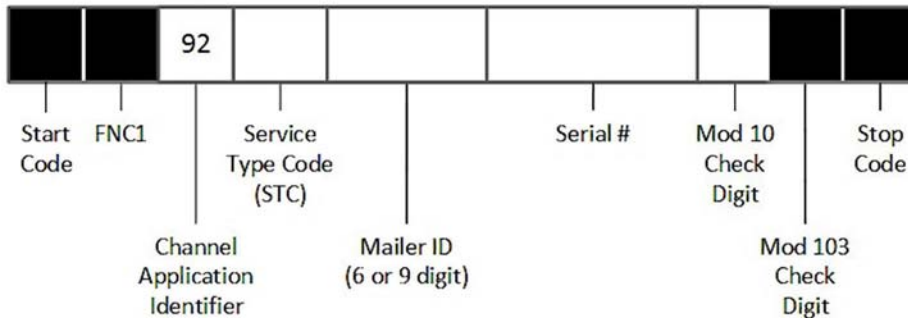 92
Start
Code
FNC1
Service
Type Code
(STC)
Serial #
Mod 10
Check
Digit
Stop
Code
Channel
Application
Identifier
Mailer ID
(6 or 9 digit)
Mod 103
Check
Digit